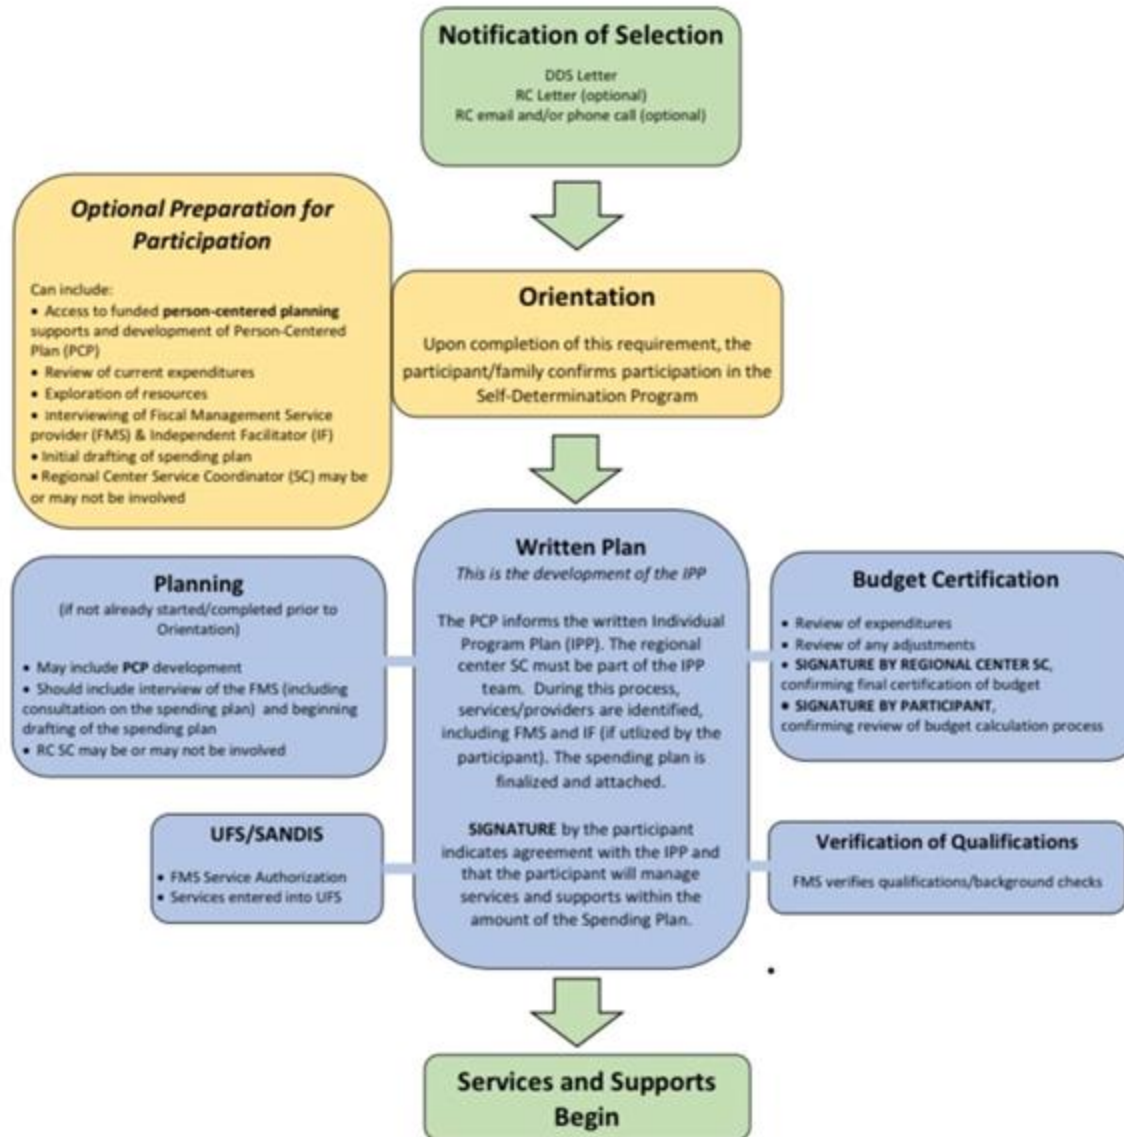 Notification of Selection
DDS Letter
RC Letter (optional)
RC email and/or phone call (optional)
Optional Preparation for
Participation
Can include:
• Access to funded person-centered planning
supports and development of Person-Centered
Plan (PCP)
• Review of current expenditures
• Exploration of resources
• Interviewing of Fiscal Management Service
provider (FMS) & Independent Facilitator (IF)
• Initial drafting of spending plan
• Regional Center Service Coordinator (SC) may be
or may not be involved
Orientation
Upon completion of this requirement, the
participant/family confirms participation in the
Self-Determination Program
Planning
(if not already started/completed prior to
Orientation)
• May include PCP development
• Should include interview of the FMS (including
consultation on the spending plan) and beginning
drafting of the spending plan
• RC SC may be or may not be involved
Written Plan
This is the development of the IPP
The PCP informs the written Individual
Program Plan (IPP). The regional
center SC must be part of the IPP
team. During this process,
services/providers are identified,
including FMS and IF (if utlized by the
participant). The spending plan is
finalized and attached.
SIGNATURE by the participant
indicates agreement with the IPP and
that the participant will manage
services and supports within the
amount of the Spending Plan.
Budget Certification
• Review of expenditures
• Review of any adjustments
• SIGNATURE BY REGIONAL CENTER SC,
confirming final certification of budget
• SIGNATURE BY PARTICIPANT,
confirming review of budget calculation process
UFS/SANDIS
• FMS Service Authorization
• Services entered into UFS
Verification of Qualifications
FMS verifies qualifications/background checks
•
Services and Supports
Begin